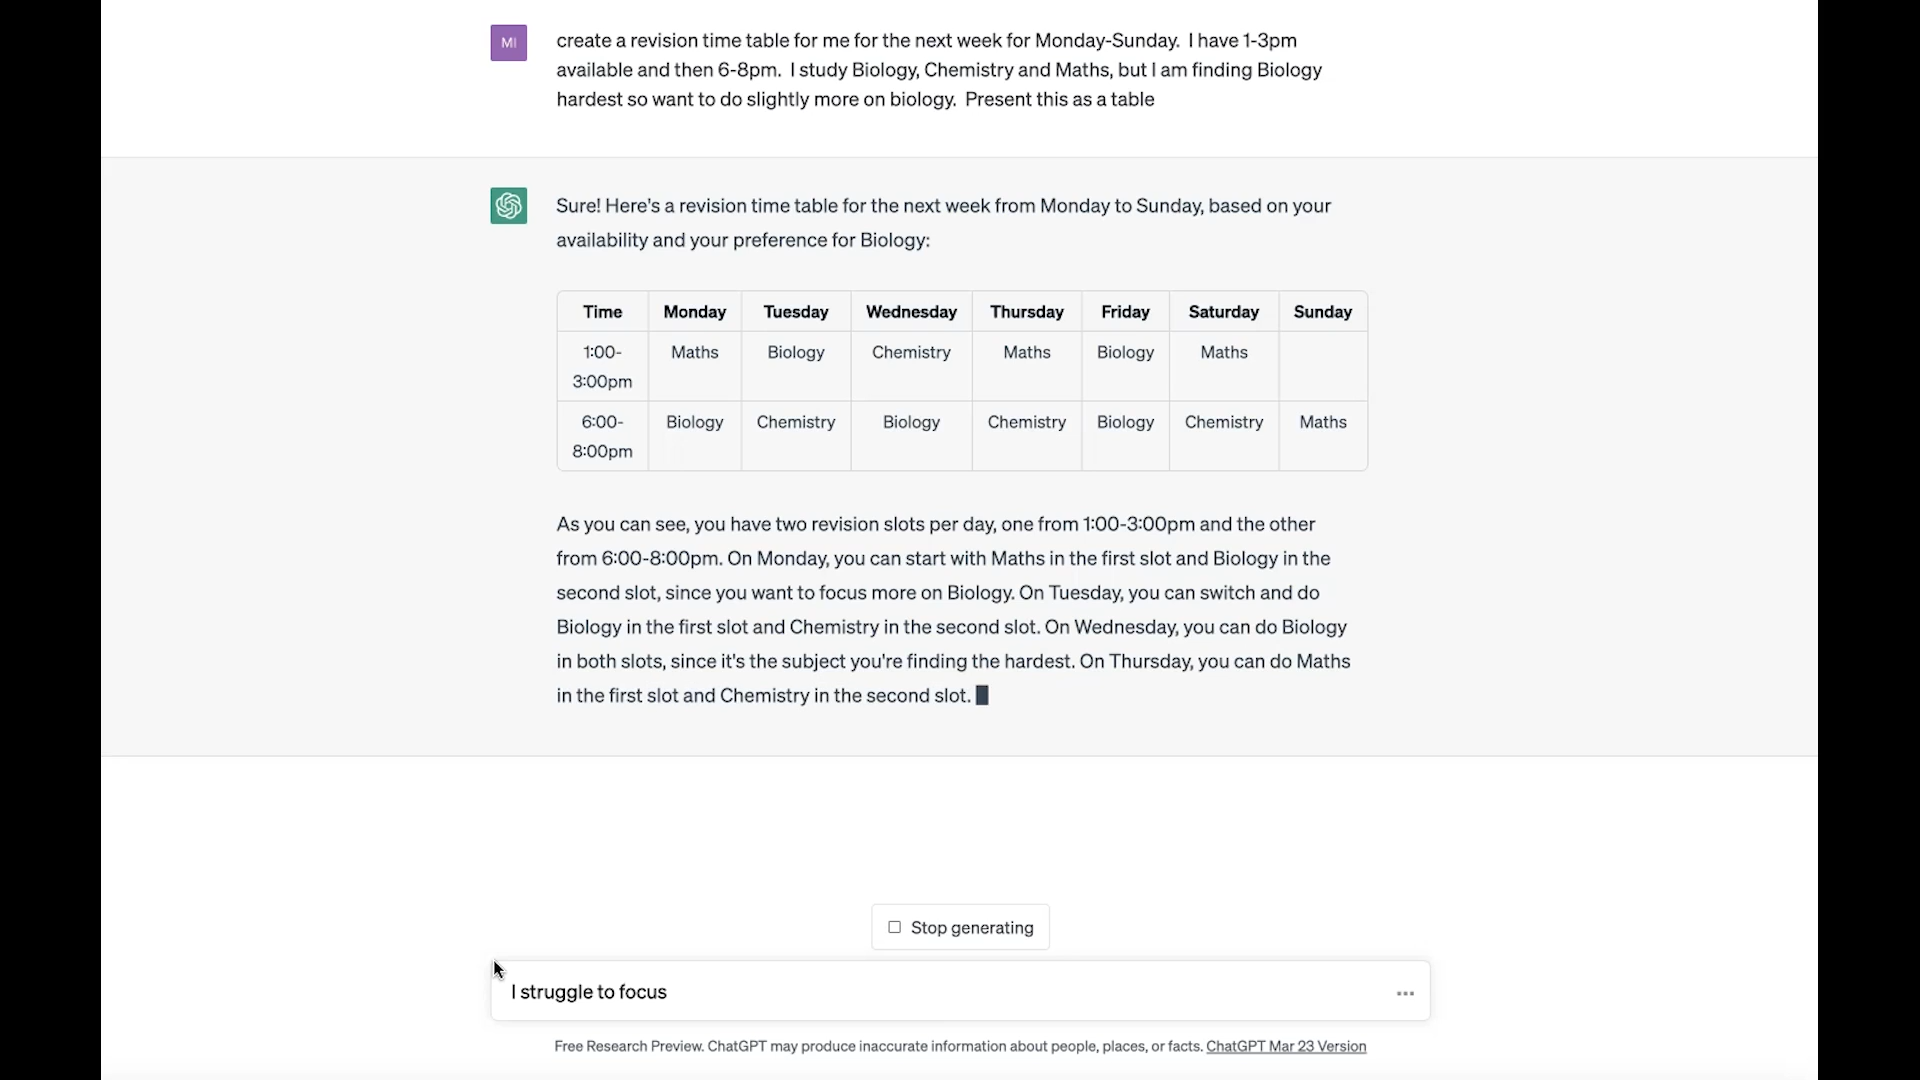 MI
create a revision time table for me for the next week for Monday-Sunday.  I have 1-3pm
available and then 6-8pm.  I study Biology, Chemistry and Maths, but I am finding Biology
hardest so want to do slightly more on biology.  Present this as a table
Sure! Here's a revision time table for the next week from Monday to Sunday, based on your
availability and your preference for Biology:
Time Monday Tuesday Wednesday Thursday Friday Saturday Sunday
1:00- Maths Biology Chemistry Maths Biology Maths
3:00pm
6:00- Biology Chemistry Biology Chemistry Biology Chemistry Maths
8:00pm
As you can see, you have two revision slots per day, one from 1:00-3:00pm and the other
from 6:00-8:00pm. On Monday, you can start with Maths in the first slot and Biology in the
second slot, since you want to focus more on Biology. On Tuesday, you can switch and do
Biology in the first slot and Chemistry in the second slot. On Wednesday, you can do Biology
in both slots, since it's the subject you're finding the hardest. On Thursday, you can do Maths
in the first slot and Chemistry in the second slot.
Stop generating
I struggle to focus
Free Research Preview. ChatGPT may produce inaccurate information about people, places, or facts. ChatGPT Mar 23 Version